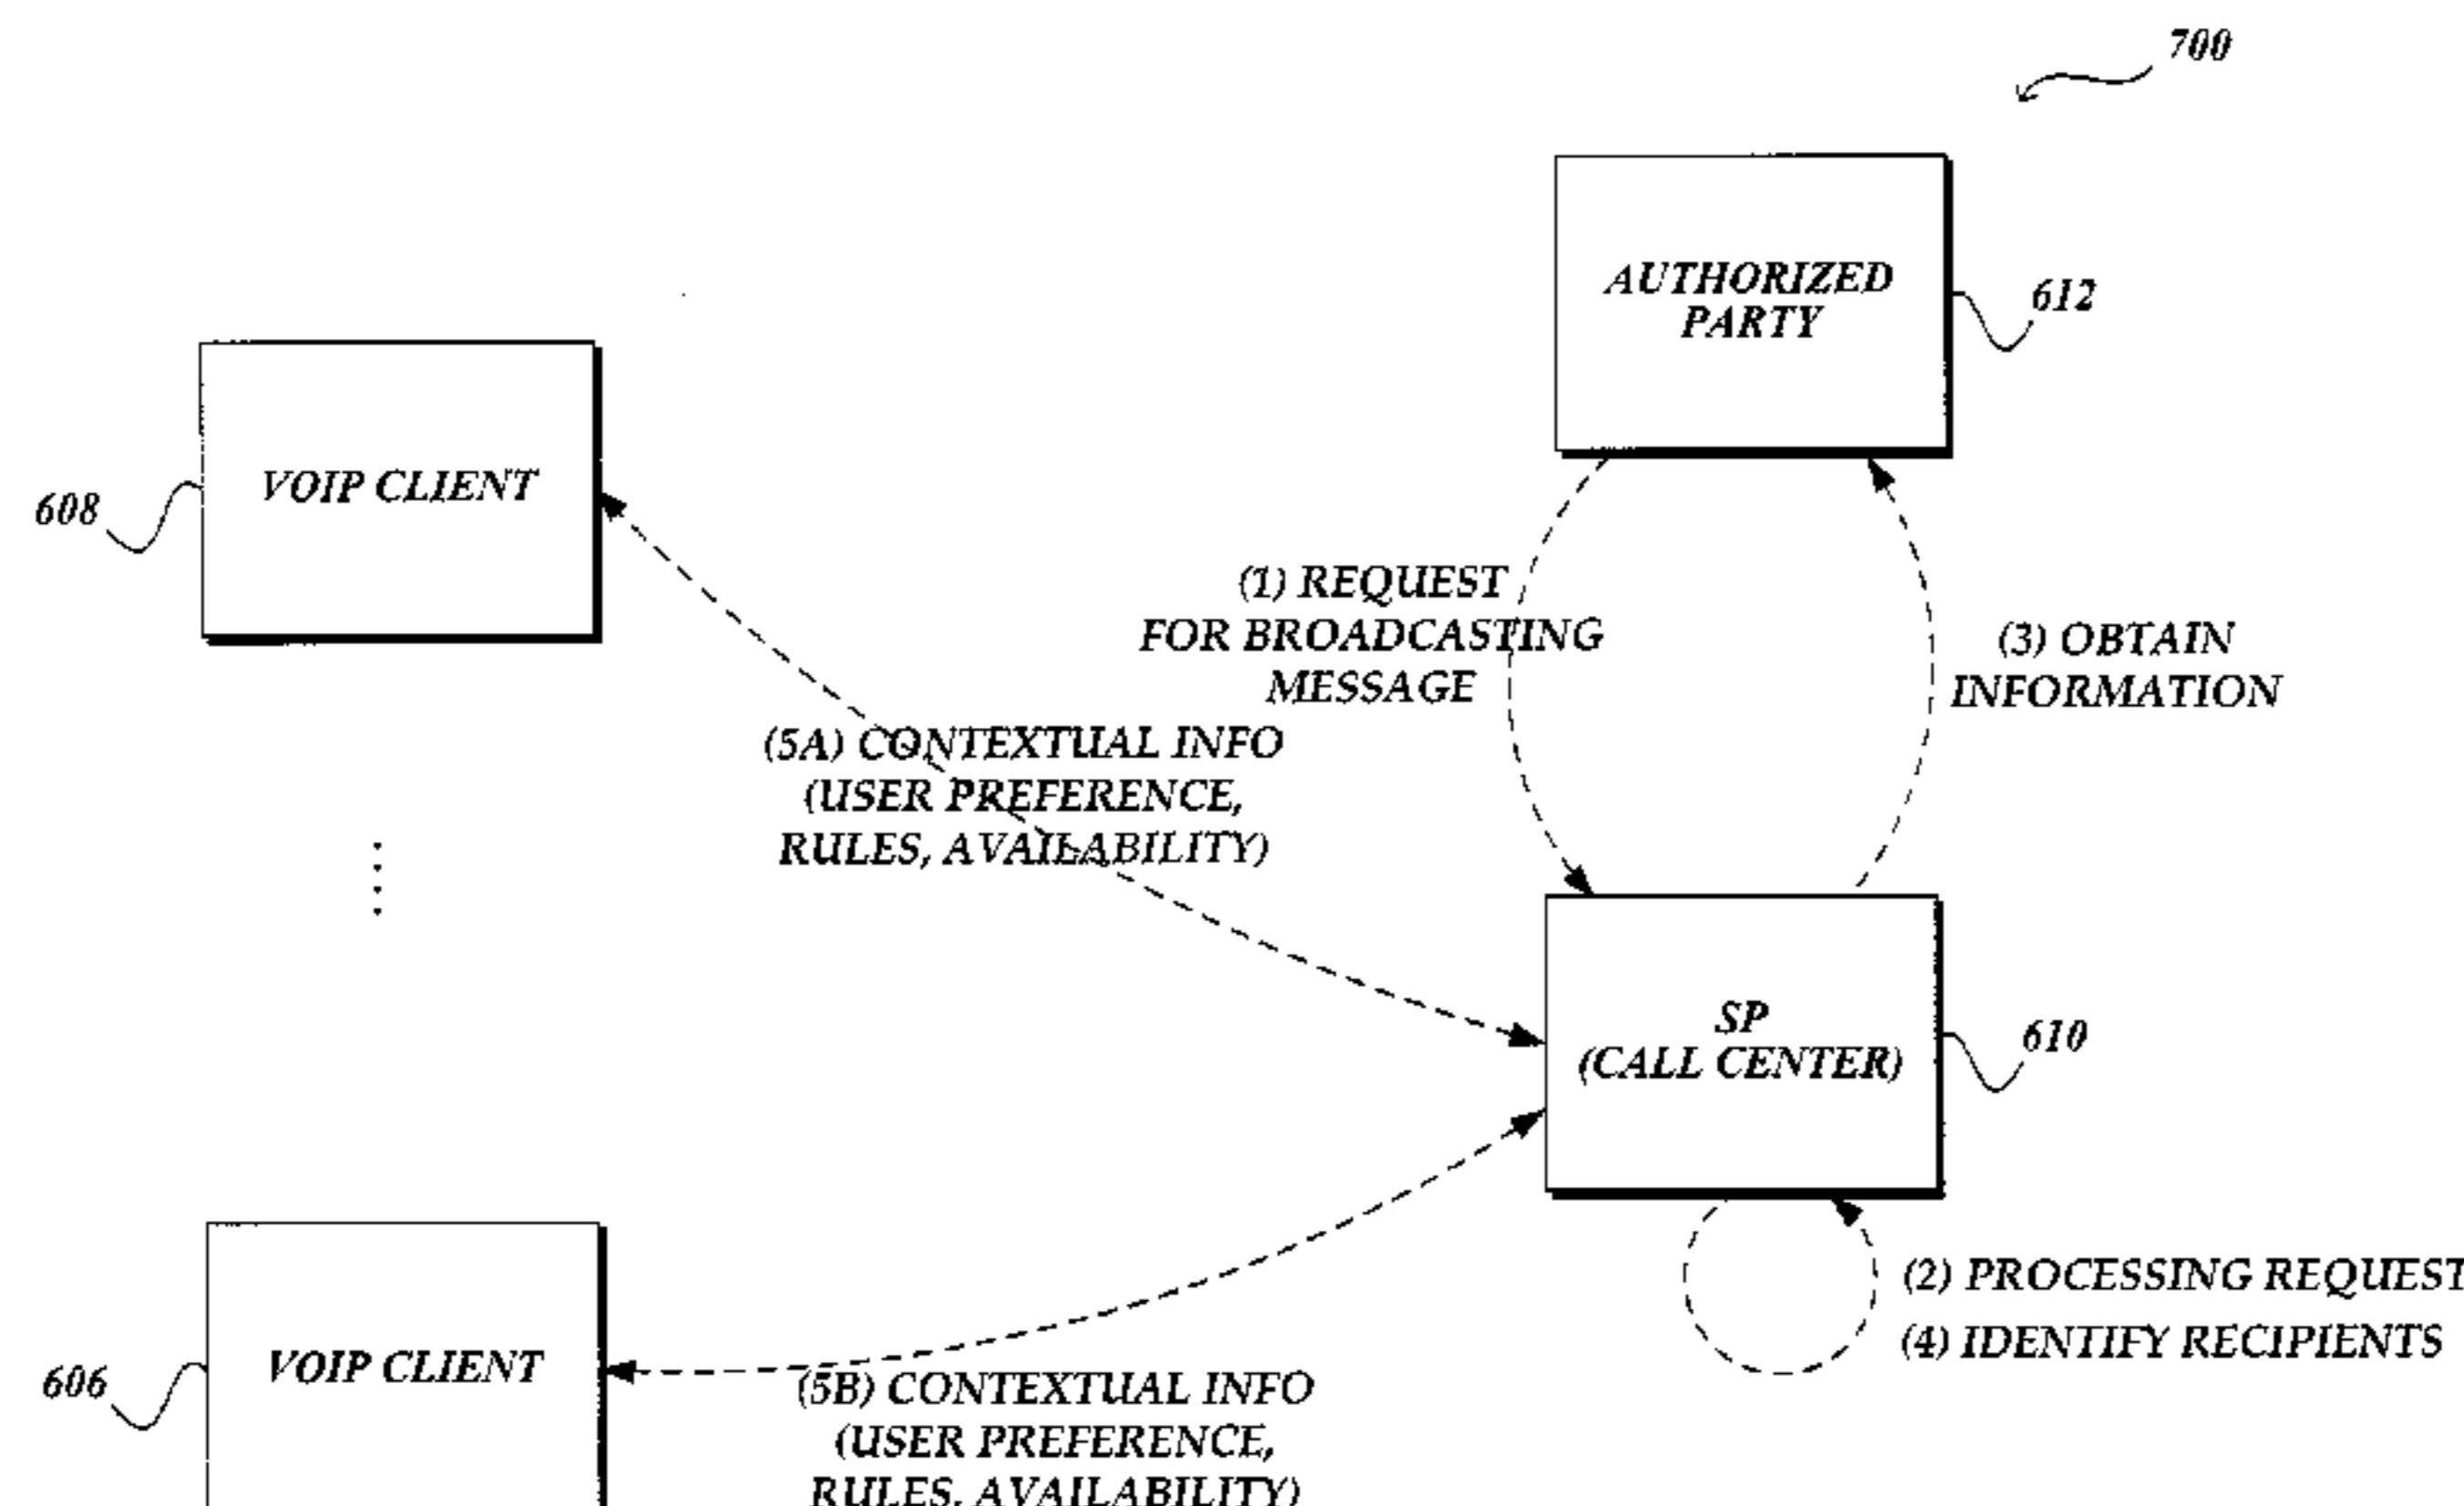 700
AUTHORIZED
PARTY
612
VOIP CLIENT
608
(1) REQUEST
FOR BROADCASTING
MESSAGE
(3) OBTAIN
INFORMATION
(5A) CONTEXTUAL INFO
(USER PREFERENCE,
RULES, AVAILABILITY)
SP
(CALL CENTER)
610
(2) PROCESSING REQUEST
(4) IDENTIFY RECIPIENTS
VOIP CLIENT
606
(5B) CONTEXTUAL INFO
(USER PREFERENCE,
RULES, AVAILABILITY)